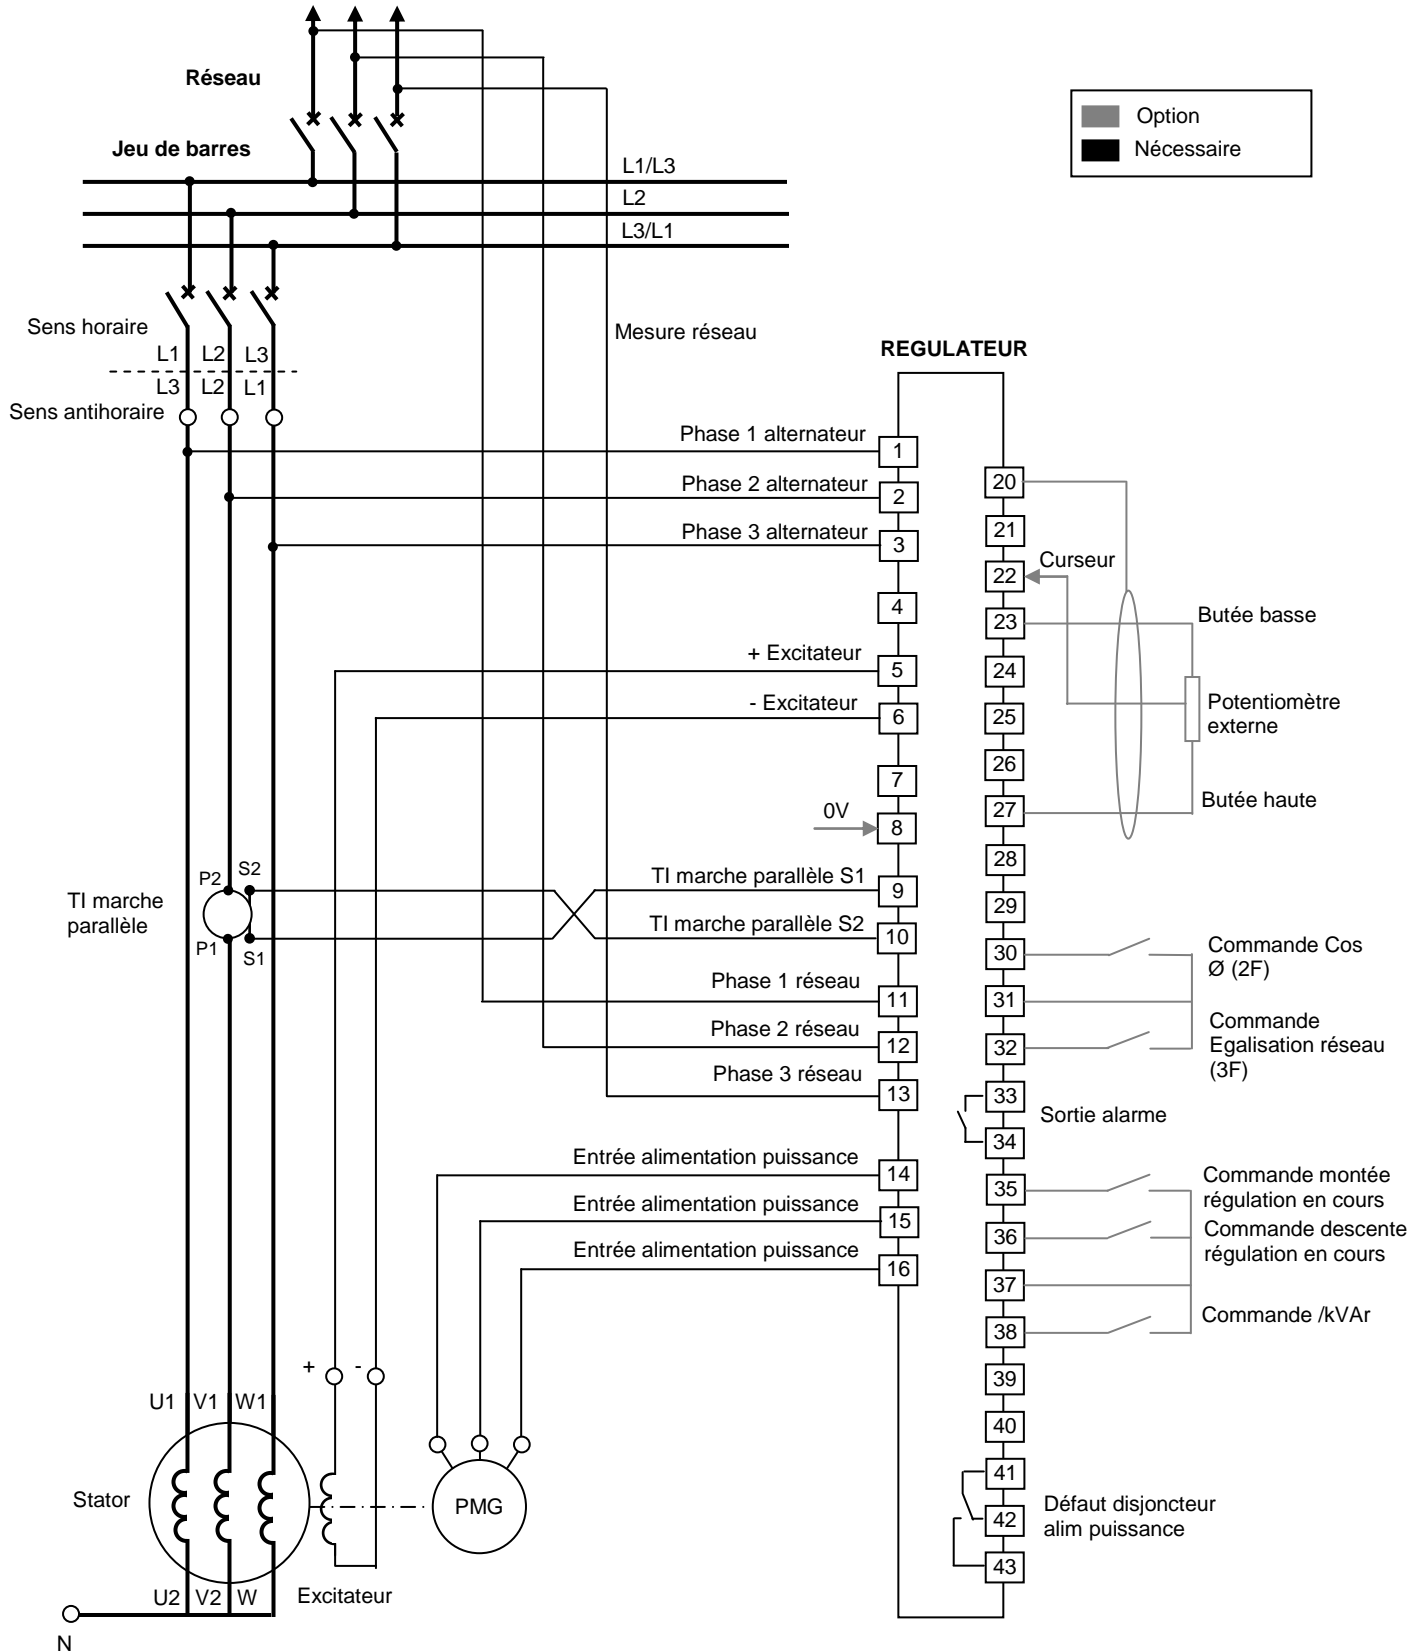 Réseau
Option
Nécessaire
Jeu de barres
L1/L3
L2
L3/L1
Sens horaire
Mesure réseau
L1 L2 L3
REGULATEUR
L3 L2 L1
Sens antihoraire
Phase 1 alternateur
1
Phase 2 alternateur
2
20
Phase 3 alternateur
3
21
Curseur
22
4
23
Butée basse
+ Excitateur
5
24
- Excitateur
6
25
Potentiomètre
externe
26
7
27
Butée haute
0V
8
28
P2 S2
TI marche parallèle S1
9
29
TI marche
parallèle
TI marche parallèle S2
10
P1 S1
30
Commande Cos
Ø (2F)
Phase 1 réseau
11
31
Phase 2 réseau
12
32
Commande
Egalisation réseau
(3F)
Phase 3 réseau
13
33
Sortie alarme
34
Entrée alimentation puissance
14
35
Commande montée
régulation en cours
Entrée alimentation puissance
15
36
Commande descente
régulation en cours
Entrée alimentation puissance
16
37
38
Commande /kVAr
+ -
39
U1 V1 W1
40
41
Stator
PMG
42
Défaut disjoncteur
alim puissance
43
U2 V2 W
Excitateur
N